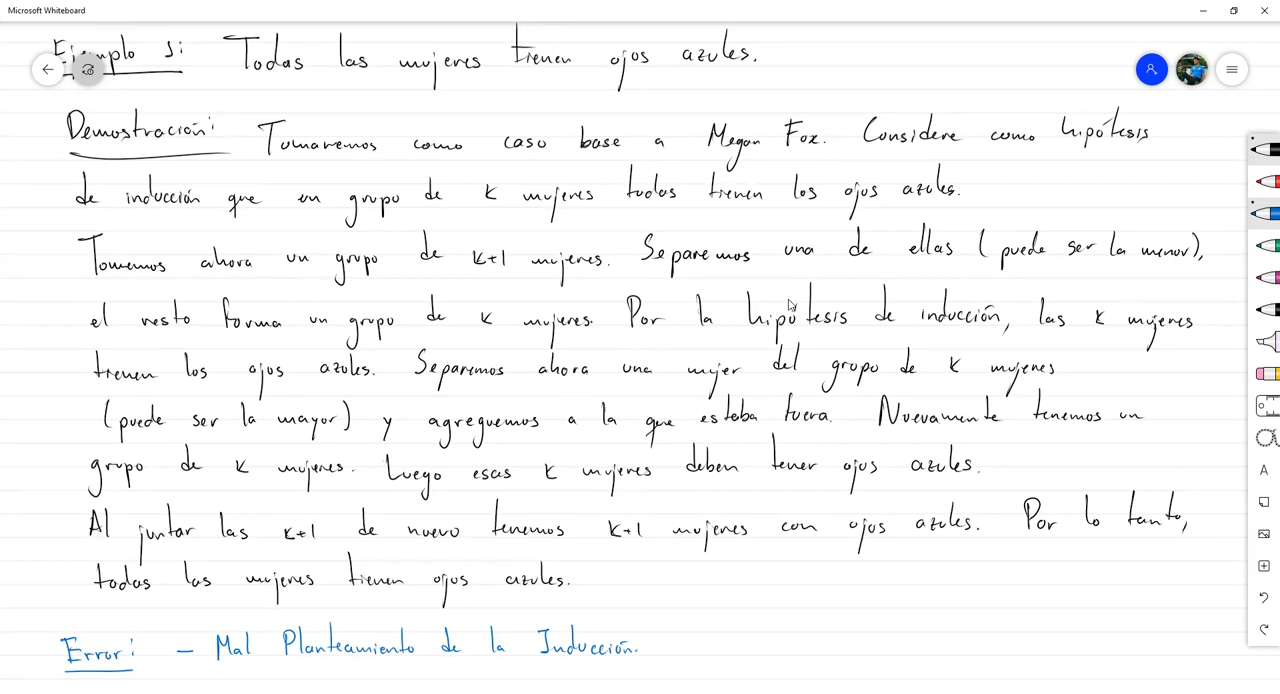 Microsoft Whiteboard
Ejemplo 5: Todas las mujeres tienen ojos azules.
Demostración: Tomaremos como caso base a Megan Fox. Considere como hipótesis
de inducción que en grupo de k mujeres todas tienen los ojos azules.
Tomemos ahora un grupo de k+1 mujeres. Separemos una de ellas (puede ser la menor),
el resto forma un grupo de k mujeres. Por la hipótesis de inducción, las k mujeres
tienen los ojos azules. Separemos ahora una mujer del grupo de k mujeres
(puede ser la mayor) y agreguemos a la que estaba fuera. Nuevamente tenemos un
grupo de k mujeres. Luego esas k mujeres deben tener ojos azules.
Al juntar las k+1 de nuevo tenemos k+1 mujeres con ojos azules. Por lo tanto,
todas las mujeres tienen ojos azules.
Error: - Mal Planteamiento de la Inducción.